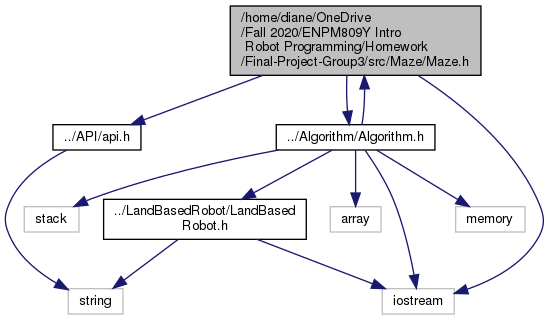 /home/diane/OneDrive
/Fall 2020/ENPM809Y Intro
Robot Programming/Homework
/Final-Project-Group3/src/Maze/Maze.h
../API/api.h
../Algorithm/Algorithm.h
stack
../LandBasedRobot/LandBased
Robot.h
array
memory
string
iostream